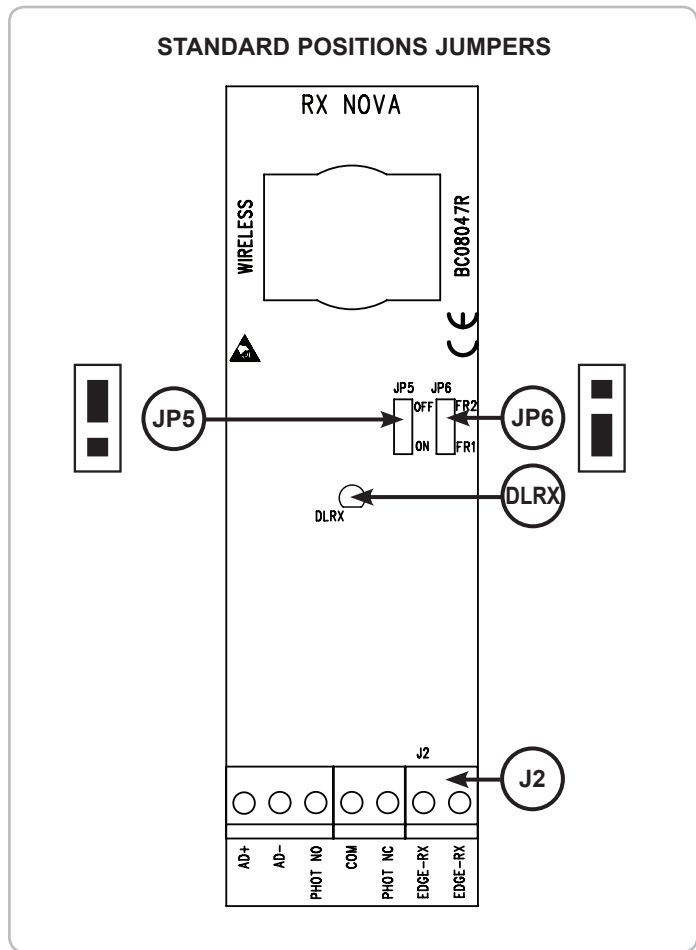 STANDARD POSITIONS JUMPERS
RX NOVA
WIRELESS
BC08047R
CE
JP5 JP6
OFF FR2
ON FR1
JP5
JP6
DLRX
DLRX
J2
J2
AD+
AD-
PHOT NO
COM
PHOT NC
EDGE-RX
EDGE-RX